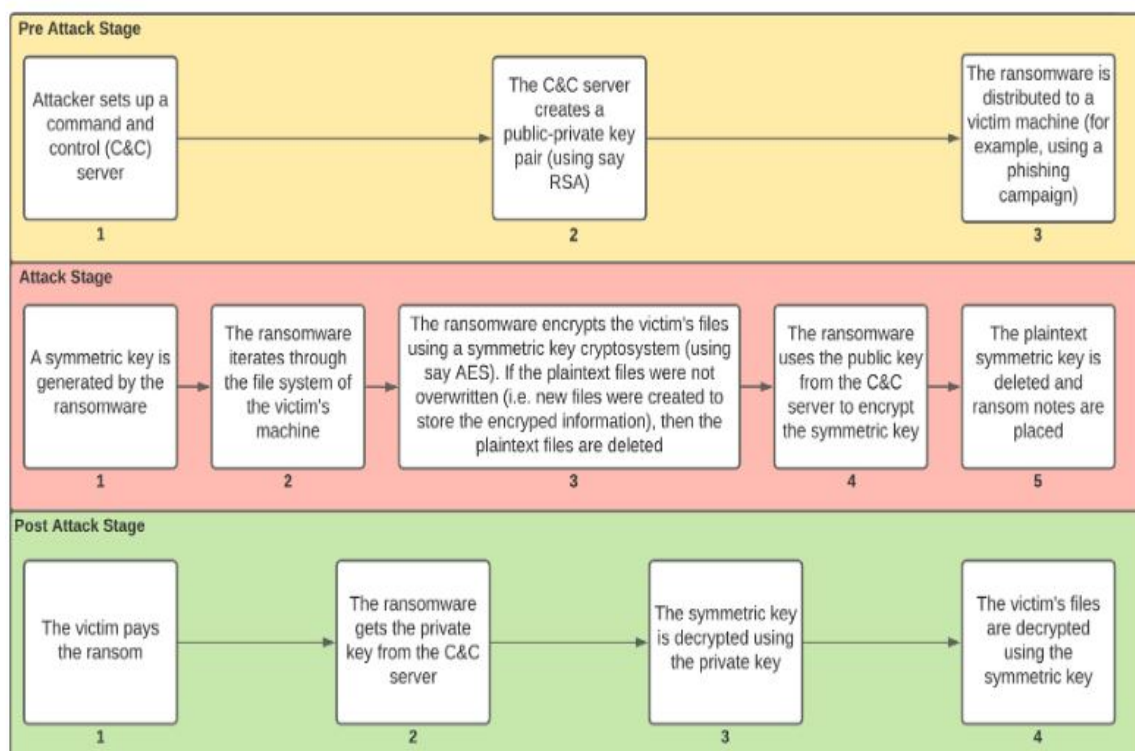 Pre Attack Stage
Attacker sets up a
command and
control (C&C)
server
1
The C&C server
creates a
public-private key
pair (using say
RSA)
2
The ransomware is
distributed to a
victim machine (for
example, using a
phishing
campaign)
3
Attack Stage
A symmetric key is
generated by the
ransomware
1
The ransomware
iterates through
the file system of
the victim's
machine
2
The ransomware encrypts the victim's files
using a symmetric key cryptosystem (using
say AES). If the plaintext files were not
overwritten (i.e. new files were created to
store the encryped information), then the
plaintext files are deleted
3
The ransomware
uses the public key
from the C&C
server to encrypt
the symmetric key
4
The plaintext
symmetric key is
deleted and
ransom notes are
placed
5
Post Attack Stage
The victim pays
the ransom
1
The ransomware
gets the private
key from the C&C
server
2
The symmetric key
is decrypted using
the private key
3
The victim's files
are decrypted
using the
symmetric key
4